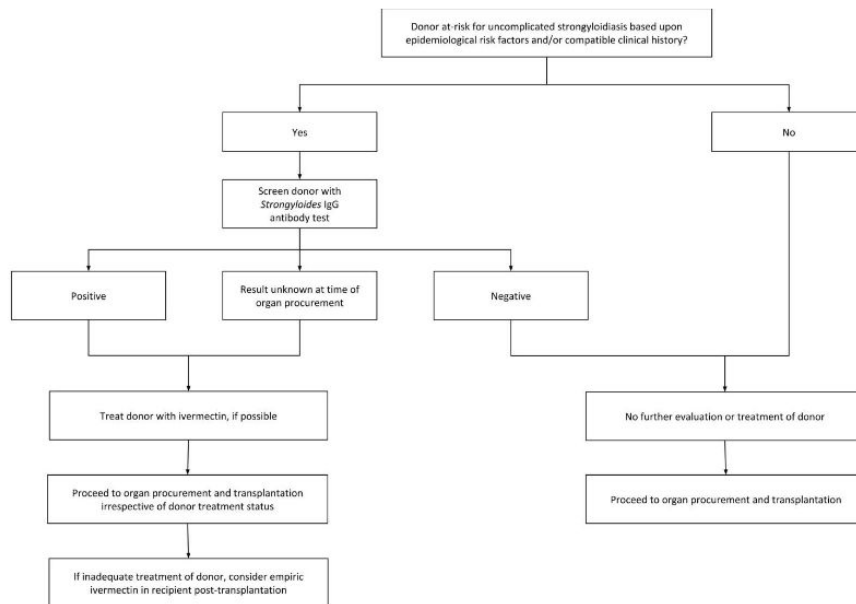 Donor at-risk for uncomplicated strongyloidiasis based upon
epidemiological risk factors and/or compatible clinical history?
Yes
No
Screen donor with
Strongyloides IgG
antibody test
Positive
Result unknown at time of
organ procurement
Negative
Treat donor with ivermectin, if possible
No further evaluation or treatment of donor
Proceed to organ procurement and transplantation
irrespective of donor treatment status
Proceed to organ procurement and transplantation
If inadequate treatment of donor, consider empiric
ivermectin in recipient post-transplantation